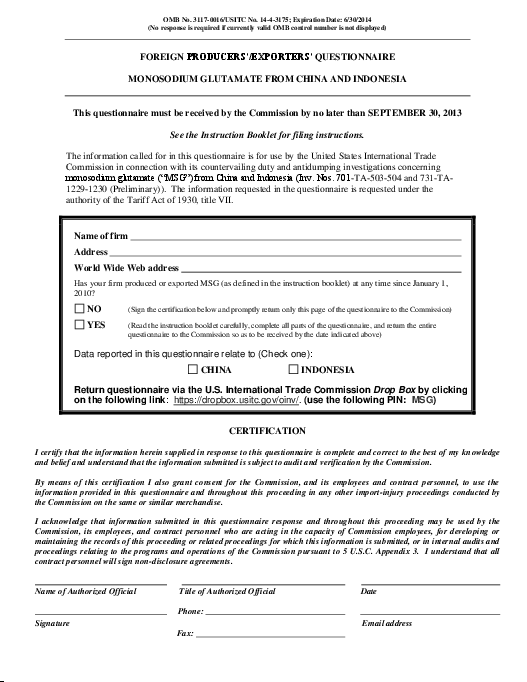 OMB No. 3117-0016/USITC No. 14-4-3175; Expiration Date: 6/30/2014
(No response is required if currently valid OMB control number is not displayed)
FOREIGN PRODUCERS'/EXPORTERS' QUESTIONNAIRE
MONOSODIUM GLUTAMATE FROM CHINA AND INDONESIA
This questionnaire must be received by the Commission by no later than SEPTEMBER 30, 2013
See the Instruction Booklet for filing instructions.
The information called for in this questionnaire is for use by the United States International Trade
Commission in connection with its countervailing duty and antidumping investigations concerning
monosodium glutamate ("MSG") from China and Indonesia (Inv. Nos. 701-TA-503-504 and 731-TA-
1229-1230 (Preliminary)). The information requested in the questionnaire is requested under the
authority of the Tariff Act of 1930, title VII.
Name of firm
Address
World Wide Web address
Has your firm produced or exported MSG (as defined in the instruction booklet) at any time since January 1,
2010?
NO (Sign the certification below and promptly return only this page of the questionnaire to the Commission)
YES (Read the instruction booklet carefully, complete all parts of the questionnaire, and return the entire
questionnaire to the Commission so as to be received by the date indicated above)
Data reported in this questionnaire relate to (Check one):
CHINA INDONESIA
Return questionnaire via the U.S. International Trade Commission Drop Box by clicking
on the following link: https://dropbox.usitc.gov/oinv/. (use the following PIN: MSG)
CERTIFICATION
I certify that the information herein supplied in response to this questionnaire is complete and correct to the best of my knowledge
and belief and understand that the information submitted is subject to audit and verification by the Commission.
By means of this certification I also grant consent for the Commission, and its employees and contract personnel, to use the
information provided in this questionnaire and throughout this proceeding in any other import-injury proceedings conducted by
the Commission on the same or similar merchandise.
I acknowledge that information submitted in this questionnaire response and throughout this proceeding may be used by the
Commission, its employees, and contract personnel who are acting in the capacity of Commission employees, for developing or
maintaining the records of this proceeding or related proceedings for which this information is submitted, or in internal audits and
proceedings relating to the programs and operations of the Commission pursuant to 5 U.S.C. Appendix 3. I understand that all
contract personnel will sign non-disclosure agreements.
Name of Authorized Official Title of Authorized Official Date
Phone:
Signature Email address
Fax: